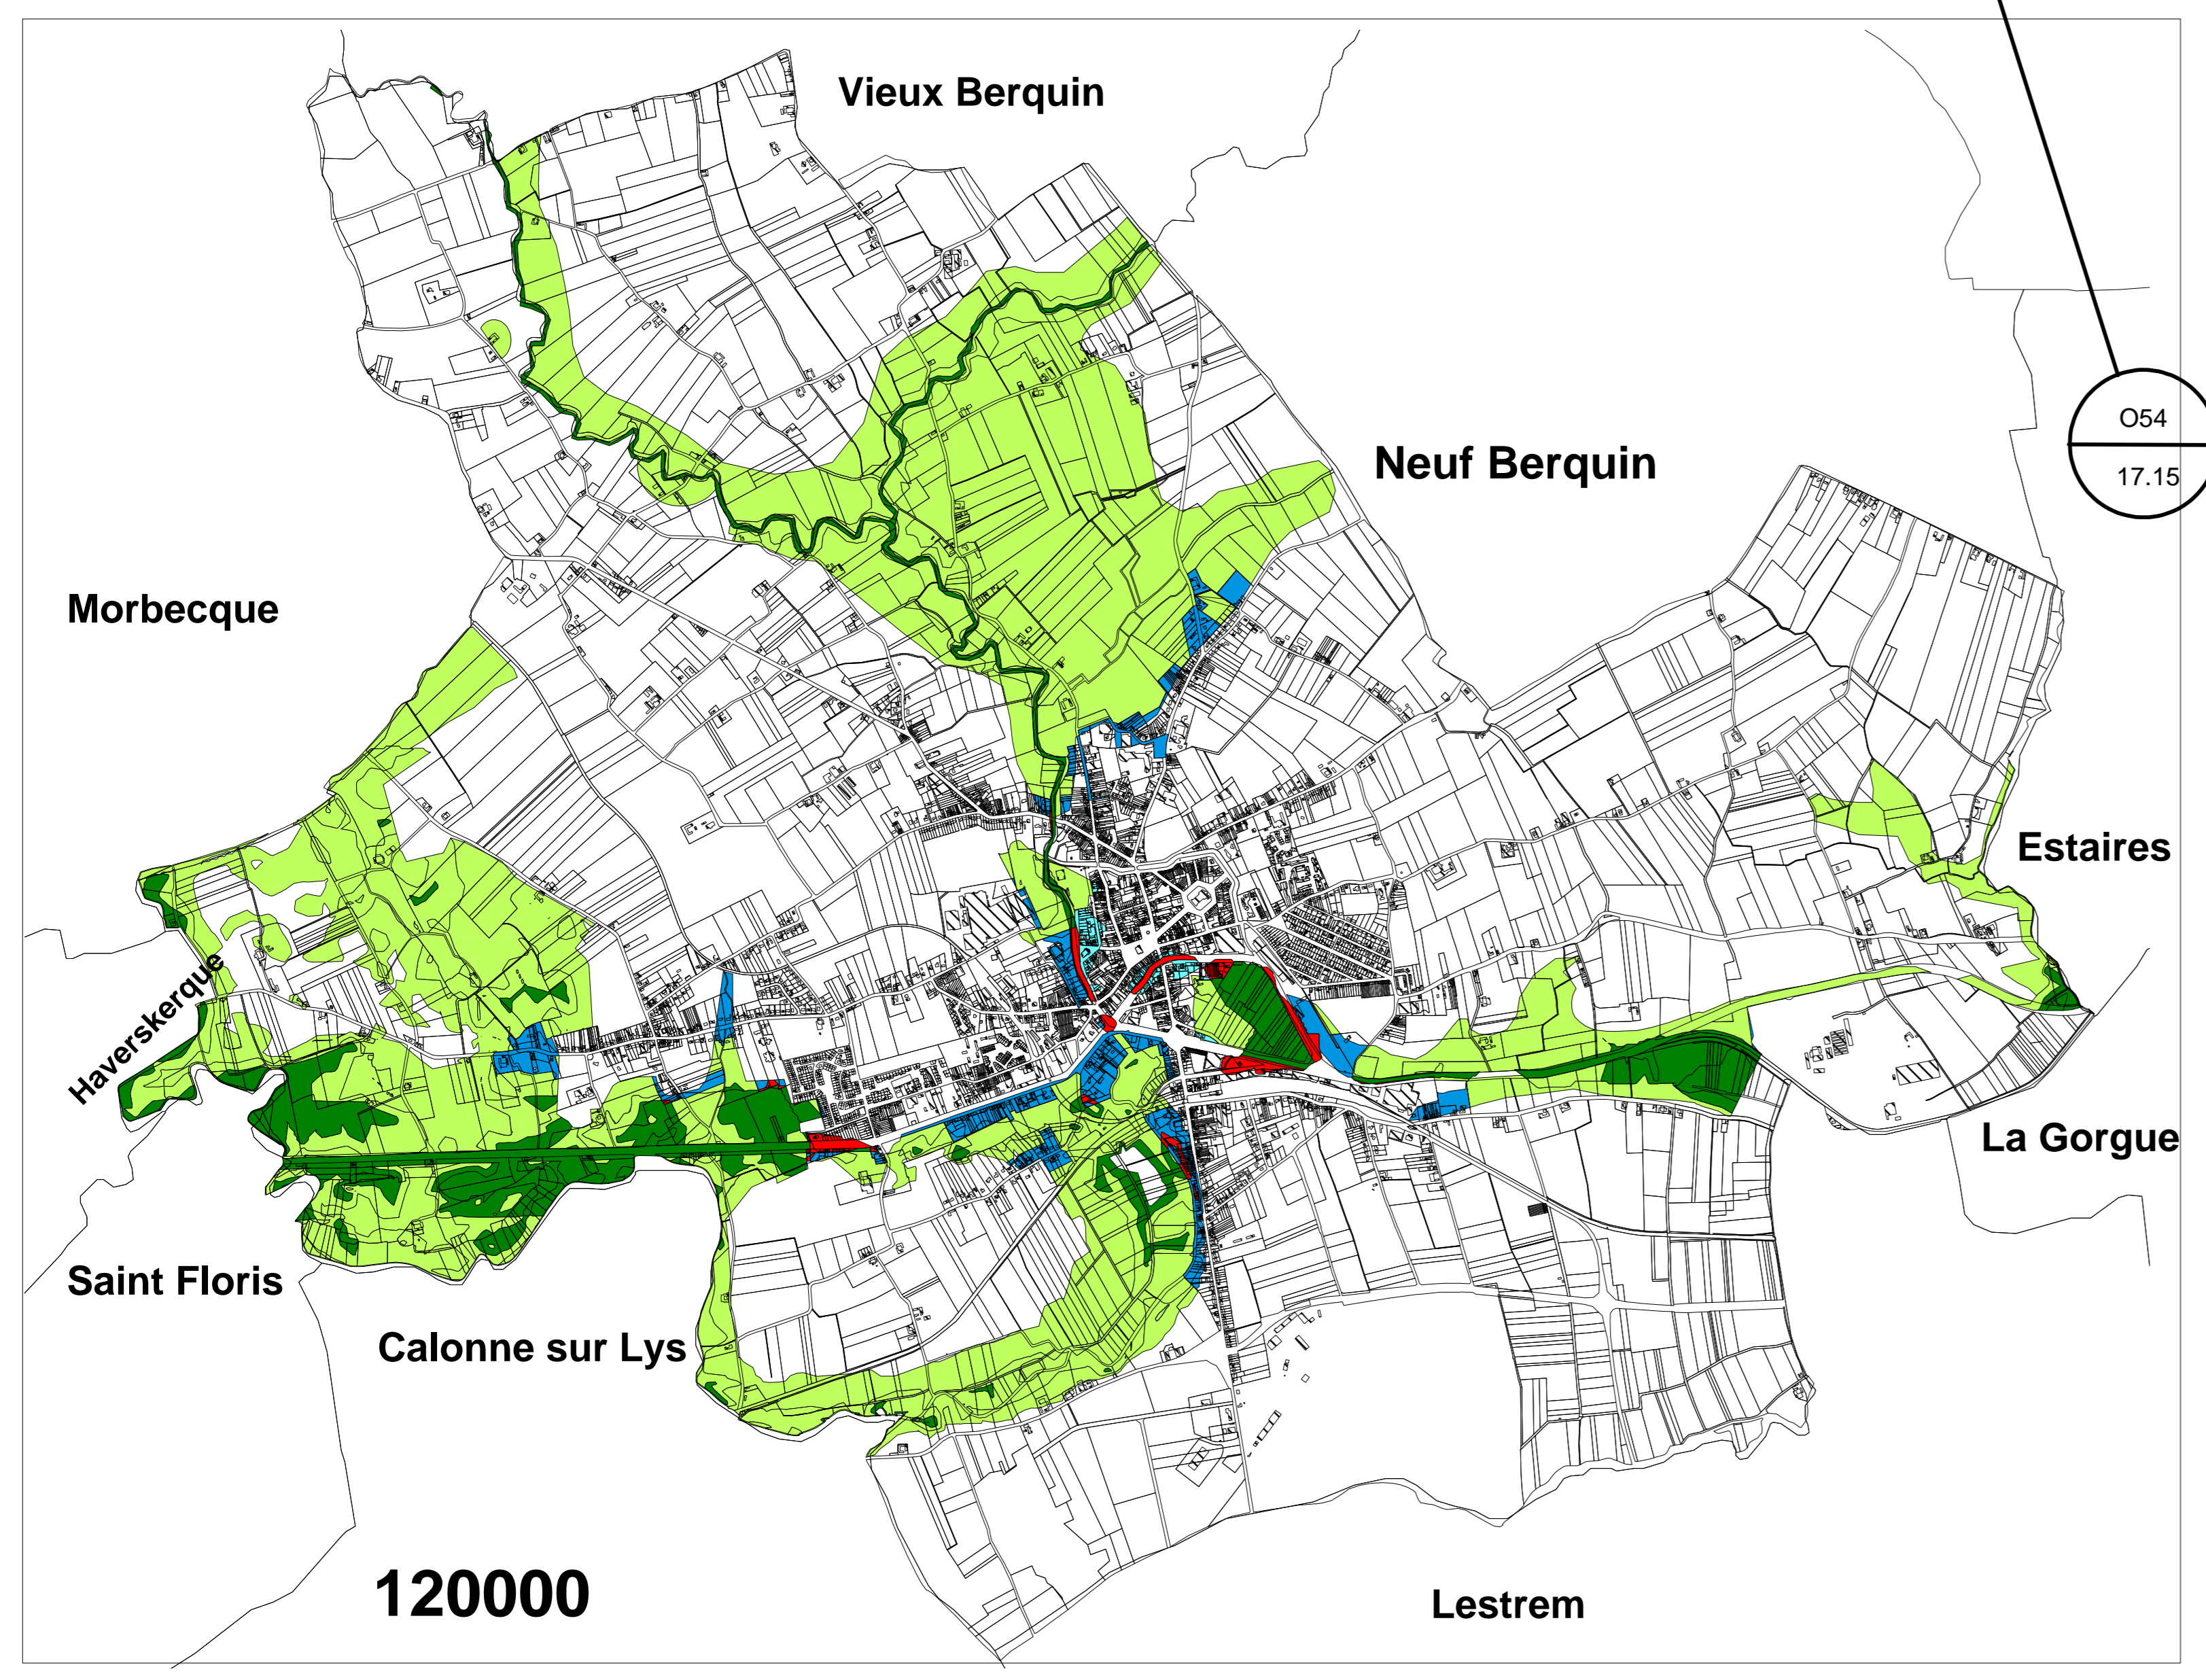 Vieux Berquin
O54
17.15
Neuf Berquin
Morbecque
Estaires
Haverskerque
La Gorgue
Saint Floris
Calonne sur Lys
120000
Lestrem